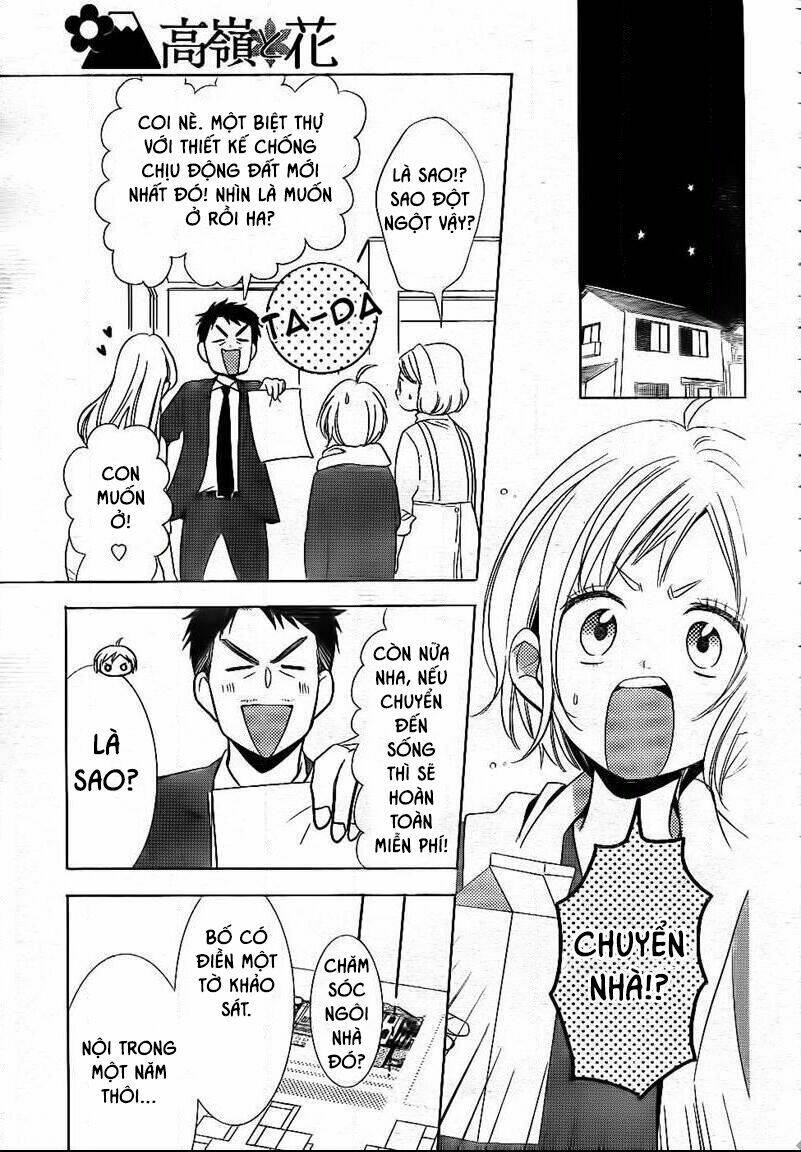 高嶺と花
CHUYỂN
NHÀ!?
LÀ SAO!?
SAO ĐỘT
NGỘT VẬY?
COI NÈ. MỘT BIỆT THỰ
VỚI THIẾT KẾ CHỐNG
CHỊU ĐỘNG ĐẤT MỚI
NHẤT ĐÓ! NHÌN LÀ MUỐN
Ở RỒI HA?
TA-DA
CON
MUỐN
Ở!
♡
CÒN NỮA
NHA, NẾU
CHUYỂN
ĐẾN
SỐNG
THÌ SẼ
HOÀN
TOÀN
MIỄN PHÍ!
LÀ
SAO?
CHĂM
SÓC
NGÔI
NHÀ
ĐÓ?
BỐ CÓ
ĐIỀN MỘT
TỜ KHẢO
SÁT.
NỘI TRONG
MỘT NĂM
THÔI...